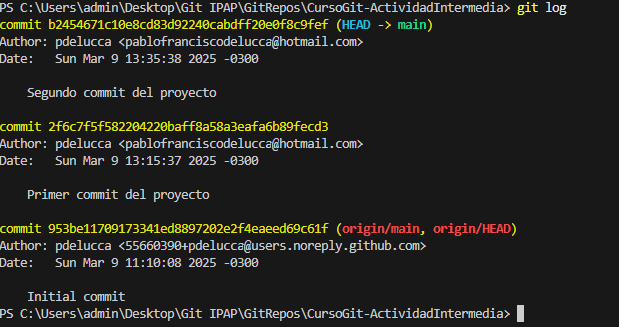 PS C:\Users\admin\Desktop\Git IPAP\GitRepos\CursoGit-ActividadIntermedia> git log
commit b2454671c10e8cd83d92240cabdff20e0f8c9fef (HEAD -> main)
Author: pdelucca <pablofranciscodelucca@hotmail.com>
Date:   Sun Mar 9 13:35:38 2025 -0300
    Segundo commit del proyecto
commit 2f6c7f5f582204220baff8a58a3eafa6b89fecd3
Author: pdelucca <pablofranciscodelucca@hotmail.com>
Date:   Sun Mar 9 13:15:37 2025 -0300
    Primer commit del proyecto
commit 953be11709173341ed8897202e2f4eaeed69c61f (origin/main, origin/HEAD)
Author: pdelucca <55660390+pdelucca@users.noreply.github.com>
Date:   Sun Mar 9 11:10:08 2025 -0300
    Initial commit
PS C:\Users\admin\Desktop\Git IPAP\GitRepos\CursoGit-ActividadIntermedia>